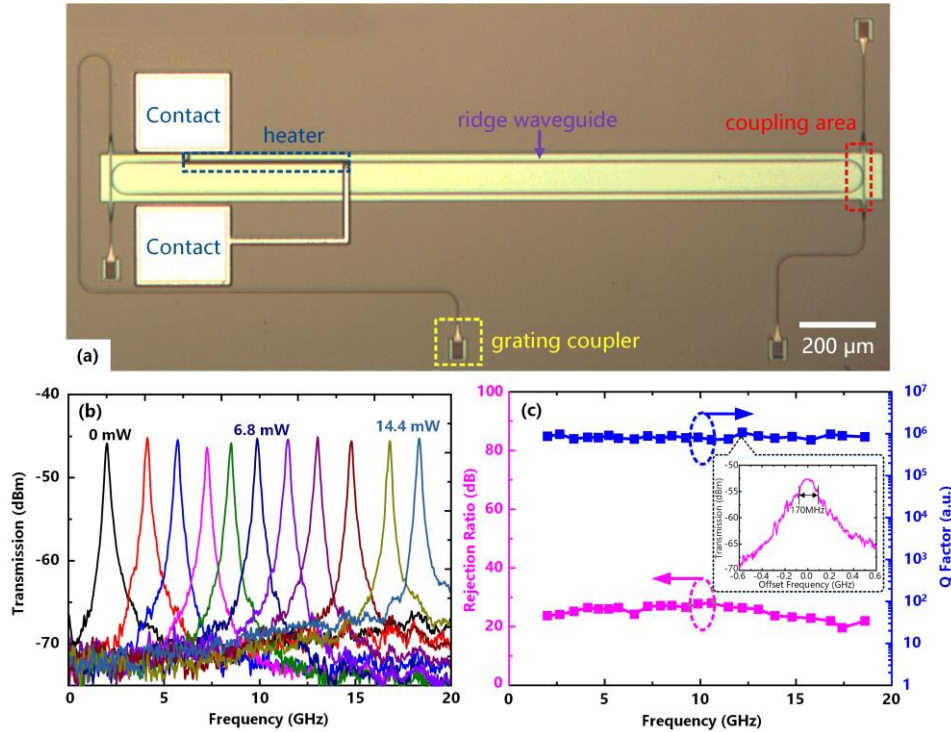 Contact
heater
ridge waveguide
coupling area
Contact
grating coupler
200 μm
(a)
(b)
0 mW
6.8 mW
14.4 mW
-40
-50
-60
-70
Transmission (dBm)
0
5
10
15
20
Frequency (GHz)
(c)
100
80
60
40
20
0
Rejection Ratio (dB)
10⁷
10⁶
10⁵
10⁴
10³
10²
10
1
Q Factor (a.u.)
0
5
10
15
20
Frequency (GHz)
-50
-55
-60
-65
-70
Transmission (dBm)
170MHz
-0.6
-0.4
-0.2
0.0
0.2
0.4
0.6
Offset Frequency (GHz)